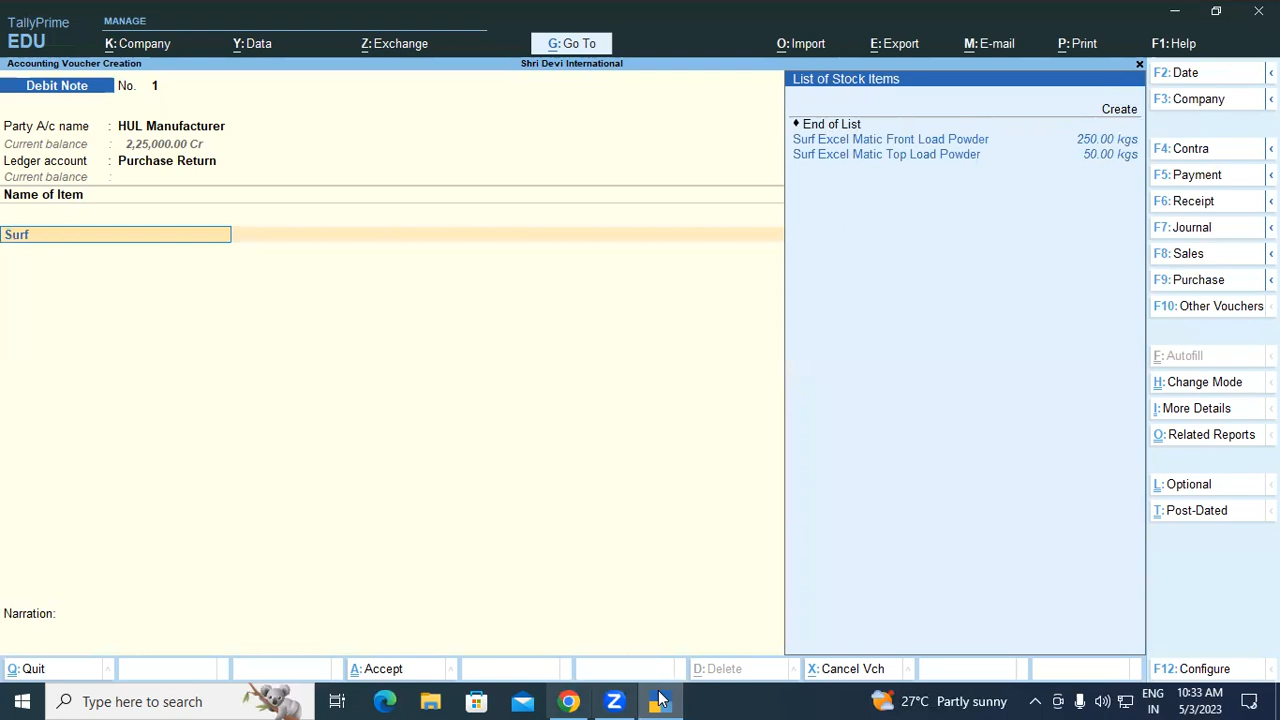 TallyPrime
EDU
MANAGE
K: Company
Y: Data
Z: Exchange
G: Go To
O: Import
E: Export
M: E-mail
P: Print
F1: Help
Accounting Voucher Creation
Shri Devi International
Debit Note No. 1
Party A/c name : HUL Manufacturer
Current balance : 2,25,000.00 Cr
Ledger account : Purchase Return
Current balance :
Name of Item
Surf
Narration:
List of Stock Items
Create
♦ End of List
Surf Excel Matic Front Load Powder 250.00 kgs
Surf Excel Matic Top Load Powder 50.00 kgs
F2: Date
F3: Company
F4: Contra
F5: Payment
F6: Receipt
F7: Journal
F8: Sales
F9: Purchase
F10: Other Vouchers
F: Autofill
H: Change Mode
I: More Details
O: Related Reports
L: Optional
T: Post-Dated
F12: Configure
Q: Quit
A: Accept
D: Delete
X: Cancel Vch
Type here to search
27°C Partly sunny
ENG
IN
10:33 AM
5/3/2023